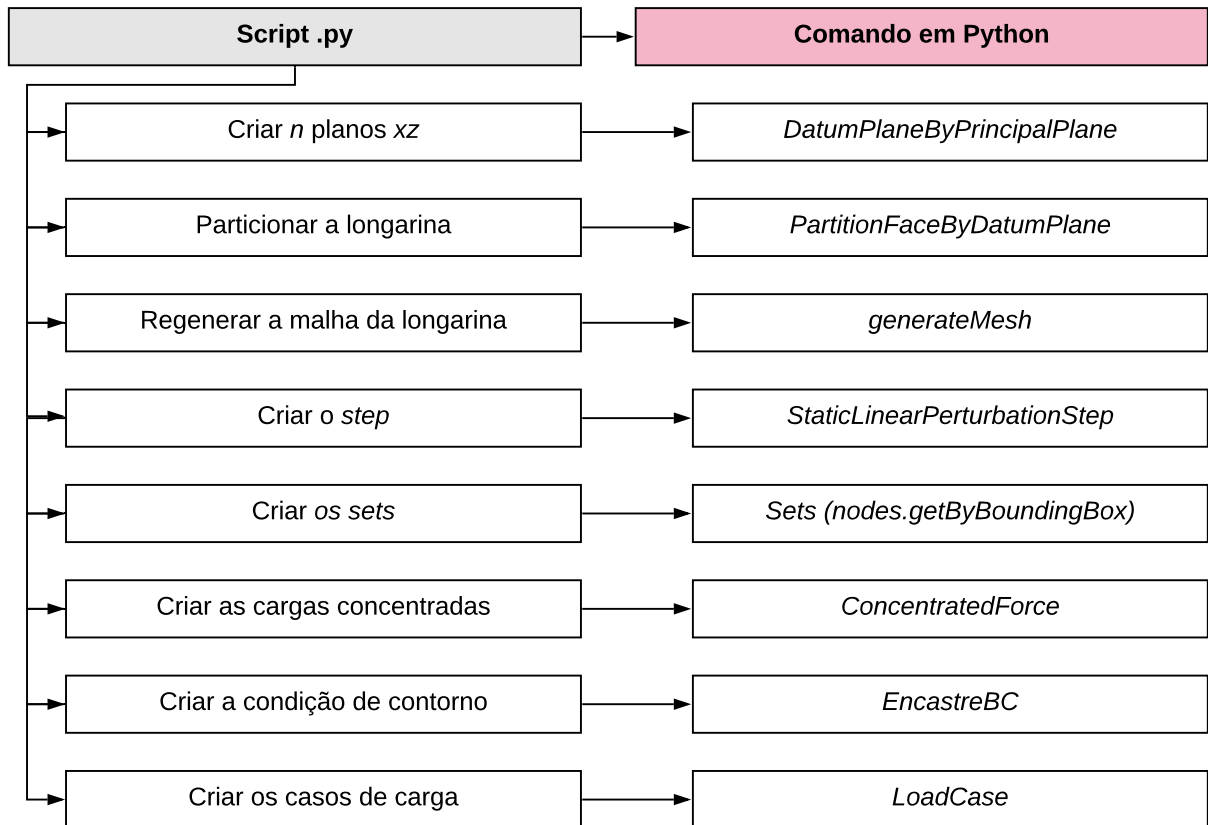 Script .py
Comando em Python
Criar n planos xz
DatumPlaneByPrincipalPlane
Particionar a longarina
PartitionFaceByDatumPlane
Regenerar a malha da longarina
generateMesh
Criar o step
StaticLinearPerturbationStep
Criar os sets
Sets (nodes.getByBoundingBox)
Criar as cargas concentradas
ConcentratedForce
Criar a condição de contorno
EncastreBC
Criar os casos de carga
LoadCase